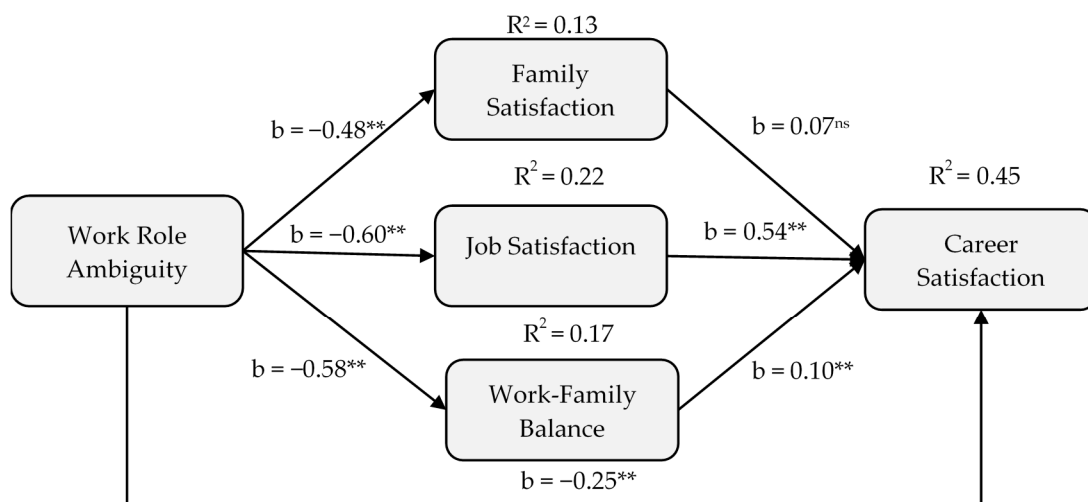 R² = 0.13
Family
Satisfaction
b = −0.48**
b = 0.07ⁿˢ
R² = 0.22
R² = 0.45
Work Role
Ambiguity
b = −0.60**
Job Satisfaction
b = 0.54**
Career
Satisfaction
R² = 0.17
b = −0.58**
b = 0.10**
Work-Family
Balance
b = −0.25**